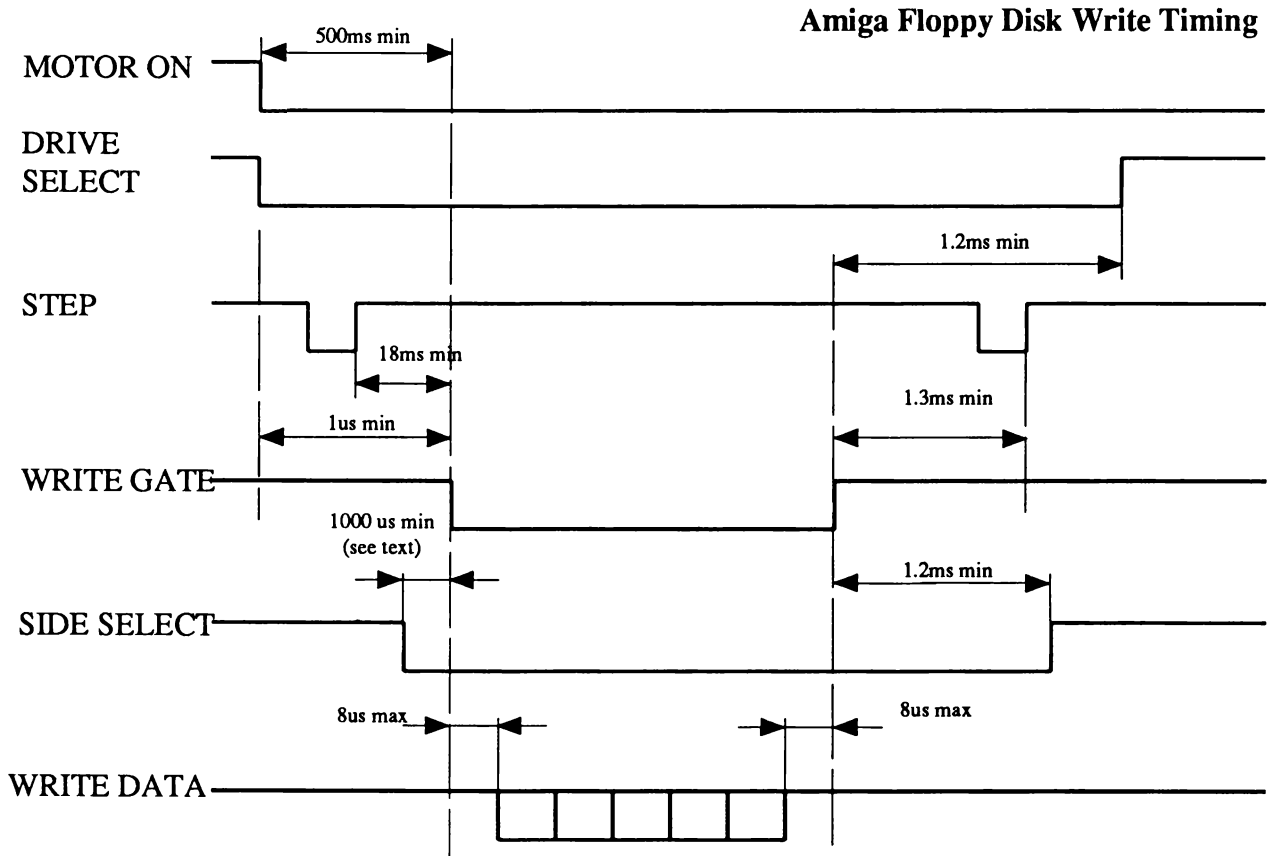 Amiga Floppy Disk Write Timing
500ms min
MOTOR ON
DRIVE
SELECT
1.2ms min
STEP
18ms min
1.3ms min
1us min
WRITE GATE
1000 us min
(see text)
1.2ms min
SIDE SELECT
8us max
8us max
WRITE DATA